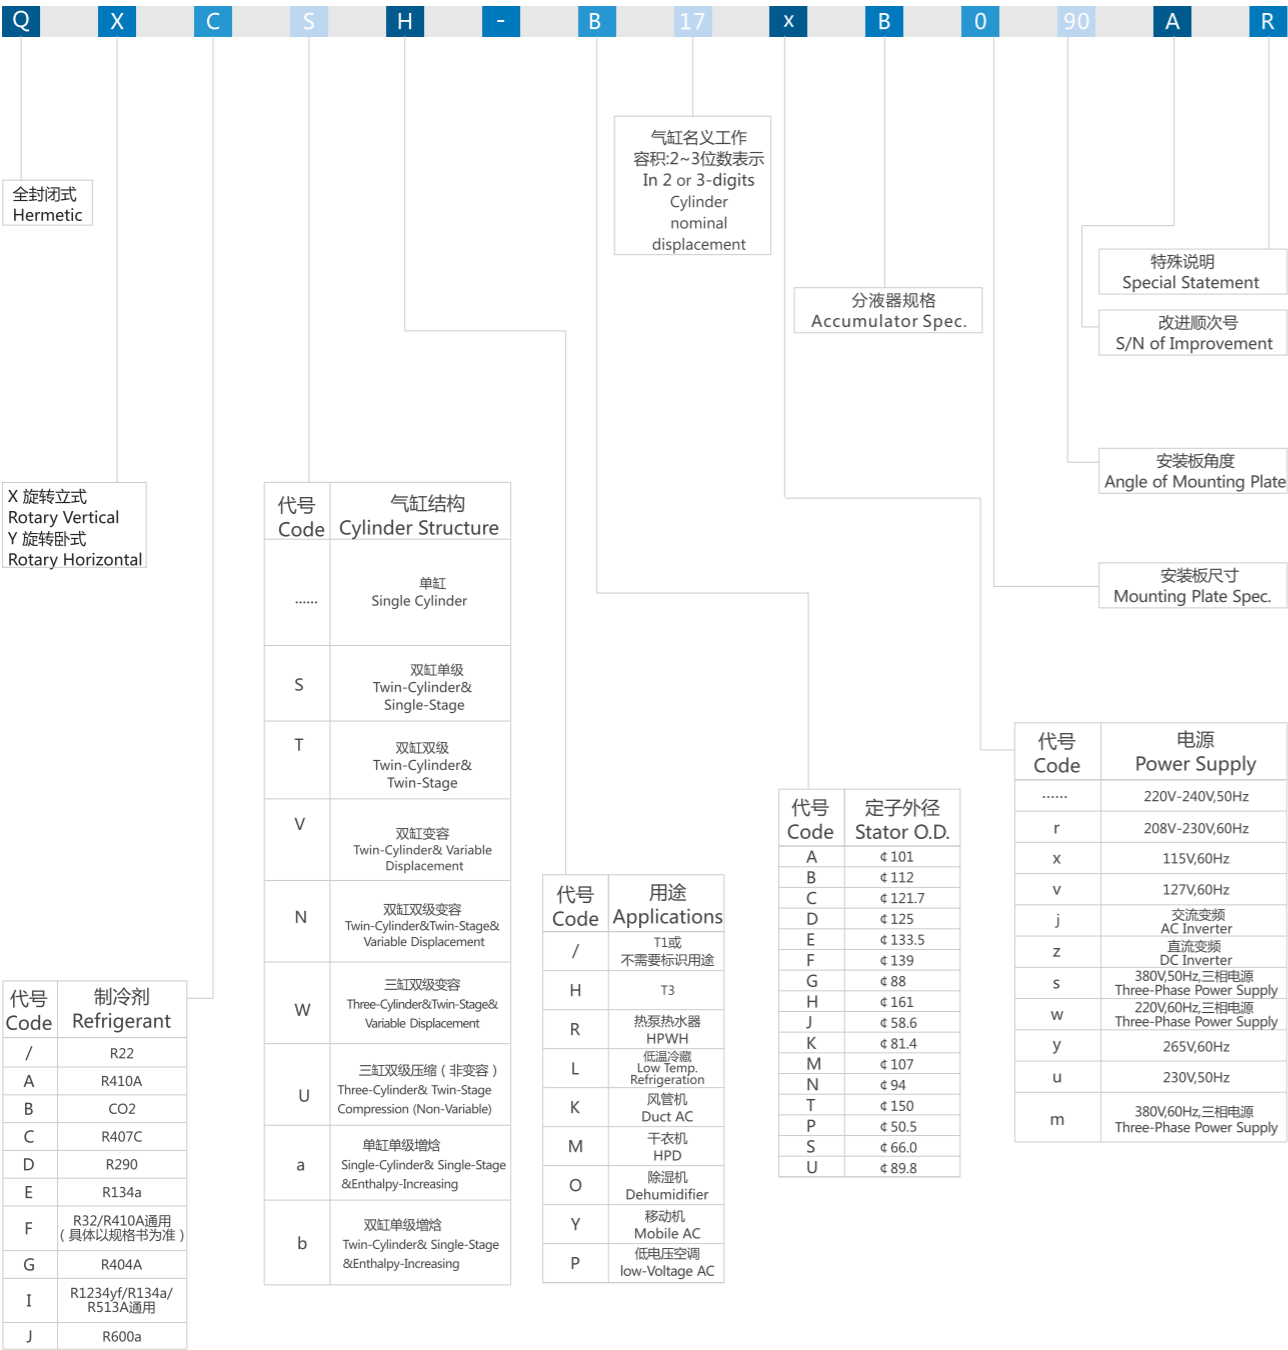 Q X C S H - B 17 x B 0 90 A R
气缸名义工作
容积:2~3位数表示
In 2 or 3-digits
Cylinder
nominal
displacement
全封闭式
Hermetic
特殊说明
Special Statement
分液器规格
Accumulator Spec.
改进顺次号
S/N of Improvement
安装板角度
Angle of Mounting Plate
X 旋转立式
Rotary Vertical
Y 旋转卧式
Rotary Horizontal
安装板尺寸
Mounting Plate Spec.
代号 气缸结构
Code Cylinder Structure
...... 单缸
Single Cylinder
S 双缸单级
Twin-Cylinder&
Single-Stage
T 双缸双级
Twin-Cylinder&
Twin-Stage
V 双缸变容
Twin-Cylinder& Variable
Displacement
N 双缸双级变容
Twin-Cylinder&Twin-Stage&
Variable Displacement
W 三缸双级变容
Three-Cylinder&Twin-Stage&
Variable Displacement
U 三缸双级压缩（非变容）
Three-Cylinder& Twin-Stage
Compression (Non-Variable)
a 单缸单级增焓
Single-Cylinder& Single-Stage
&Enthalpy-Increasing
b 双缸单级增焓
Twin-Cylinder& Single-Stage
&Enthalpy-Increasing
代号 电源
Code Power Supply
...... 220V-240V,50Hz
r 208V-230V,60Hz
x 115V,60Hz
v 127V,60Hz
j 交流变频
AC Inverter
z 直流变频
DC Inverter
s 380V,50Hz,三相电源
Three-Phase Power Supply
w 220V,60Hz,三相电源
Three-Phase Power Supply
y 265V,60Hz
u 230V,50Hz
m 380V,60Hz,三相电源
Three-Phase Power Supply
代号 定子外径
Code Stator O.D.
A ¢101
B ¢112
C ¢121.7
D ¢125
E ¢133.5
F ¢139
G ¢88
H ¢161
J ¢58.6
K ¢81.4
M ¢107
N ¢94
T ¢150
P ¢50.5
S ¢66.0
U ¢89.8
代号 用途
Code Applications
/ T1或
不需要标识用途
H T3
R 热泵热水器
HPWH
L 低温冷藏
Low Temp.
Refrigeration
K 风管机
Duct AC
M 干衣机
HPD
O 除湿机
Dehumidifier
Y 移动机
Mobile AC
P 低电压空调
low-Voltage AC
代号 制冷剂
Code Refrigerant
/ R22
A R410A
B CO2
C R407C
D R290
E R134a
F R32/R410A通用
（具体以规格书为准）
G R404A
I R1234yf/R134a/
R513A通用
J R600a